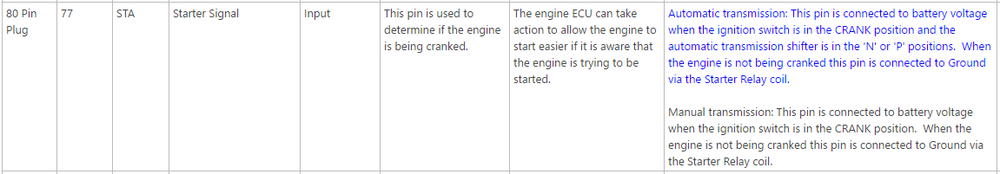 80 Pin
Plug
77
STA
Starter Signal
Input
This pin is used to
determine if the engine
is being cranked.
The engine ECU can take
action to allow the engine to
start easier if it is aware that
the engine is trying to be
started.
Automatic transmission: This pin is connected to battery voltage
when the ignition switch is in the CRANK position and the
automatic transmission shifter is in the 'N' or 'P' positions.  When
the engine is not being cranked this pin is connected to Ground
via the Starter Relay coil.
Manual transmission: This pin is connected to battery voltage
when the ignition switch is in the CRANK position.  When the
engine is not being cranked this pin is connected to Ground via
the Starter Relay coil.